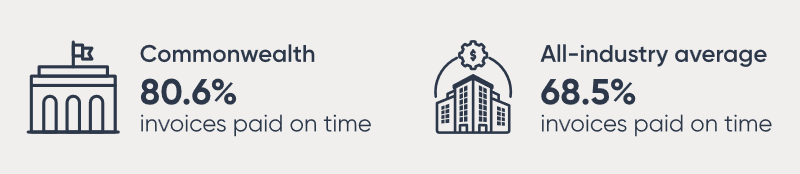 Commonwealth
80.6%
invoices paid on time
$
All-industry average
68.5%
invoices paid on time